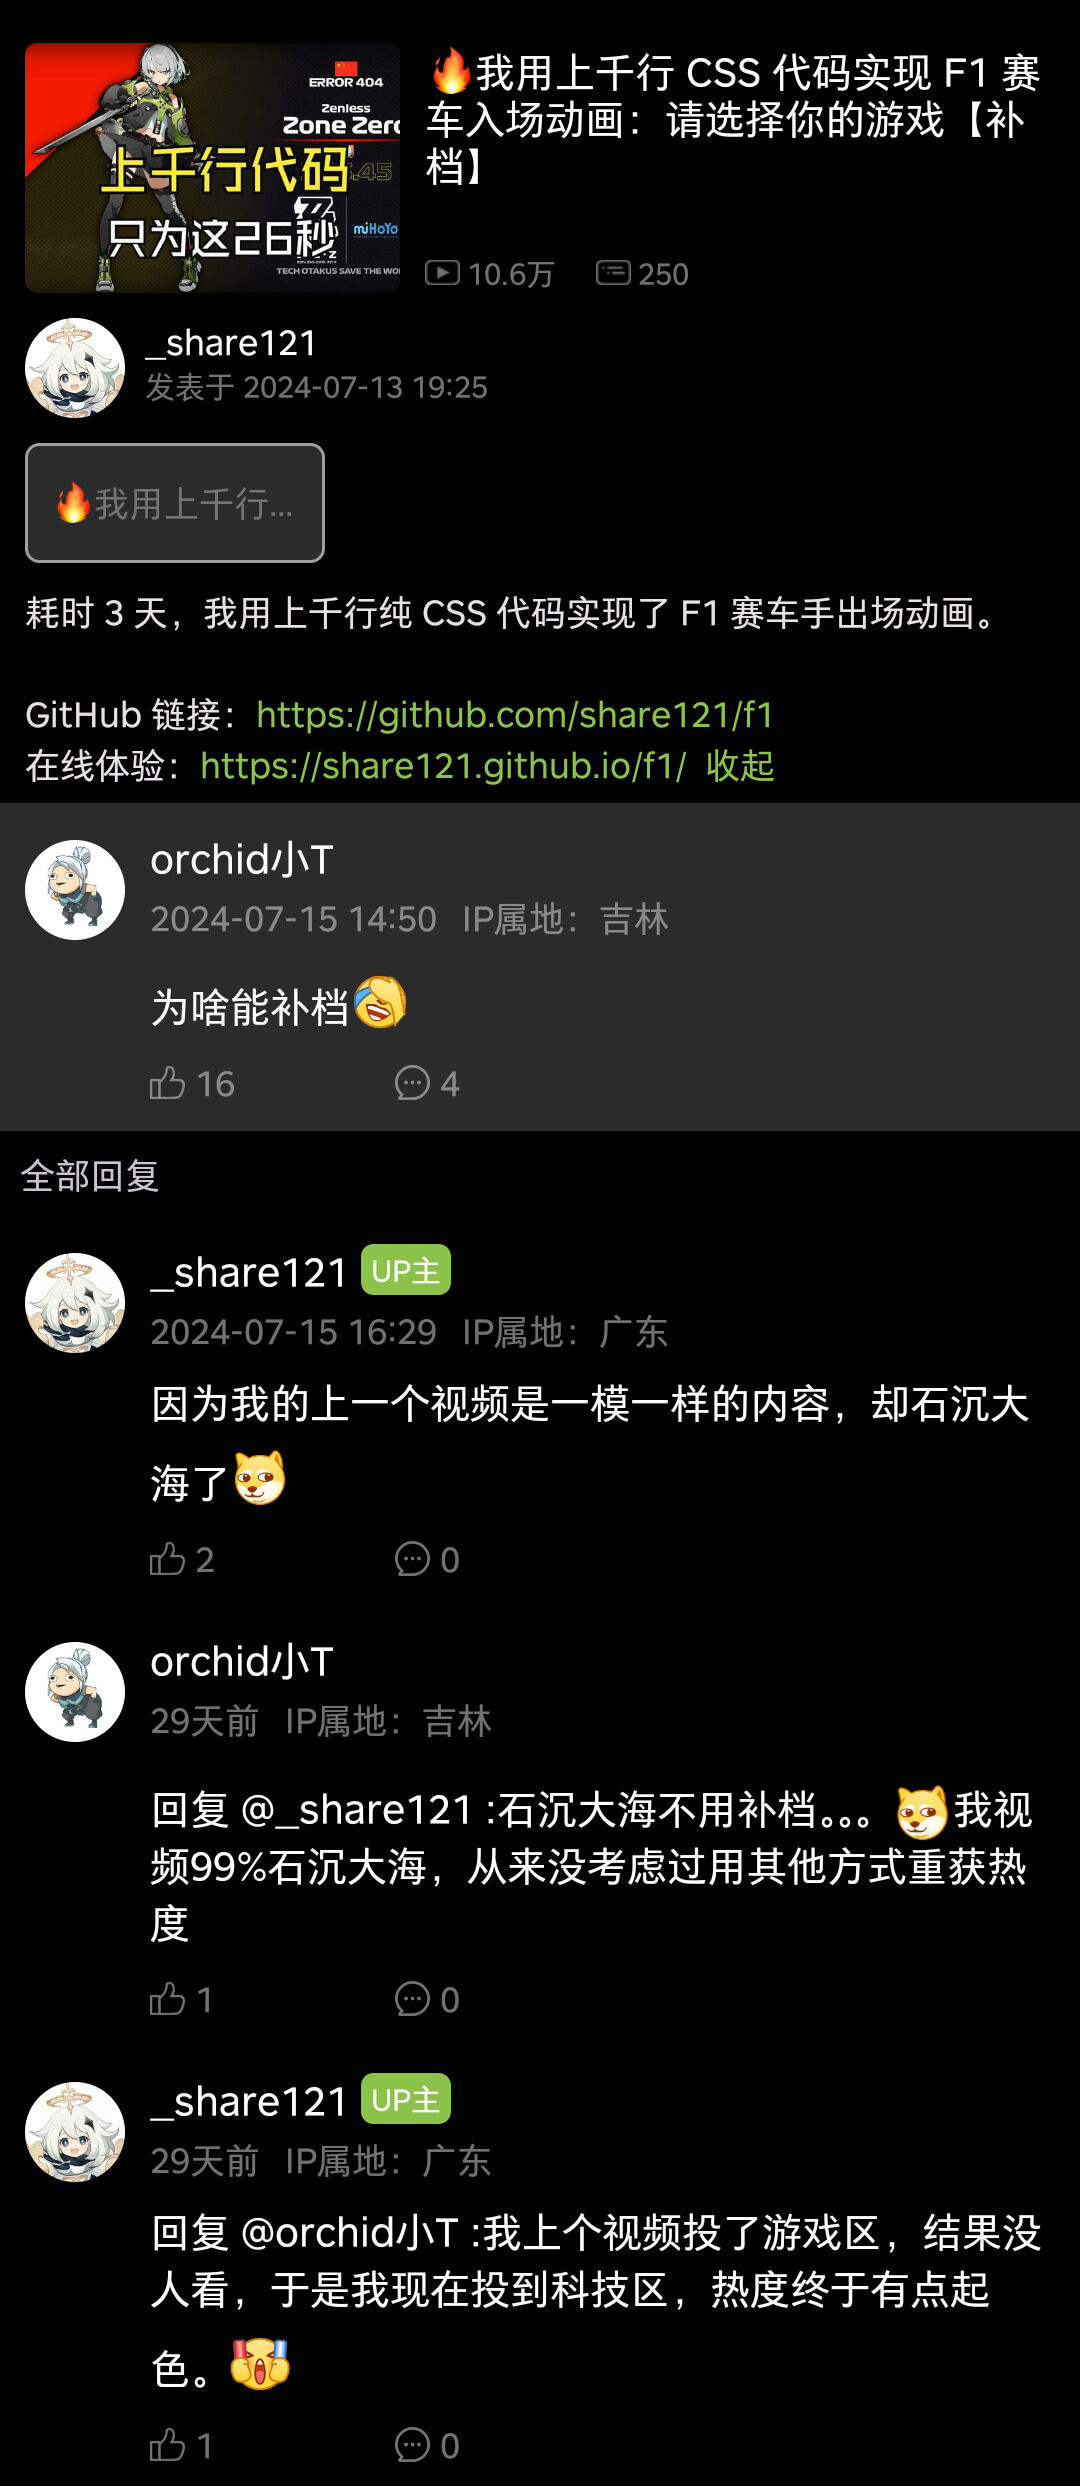 ERROR 404
Zenless
Zone Zero
上千行代码
.45
只为这26秒
miHoYo
TECH OTAKUS SAVE THE WO
🔥我用上千行 CSS 代码实现 F1 赛
车入场动画：请选择你的游戏【补
档】
10.6万 250
_share121
发表于 2024-07-13 19:25
🔥我用上千行...
耗时 3 天，我用上千行纯 CSS 代码实现了 F1 赛车手出场动画。
GitHub 链接：https://github.com/share121/f1
在线体验：https://share121.github.io/f1/ 收起
orchid小T
2024-07-15 14:50 IP属地：吉林
为啥能补档
16 4
全部回复
_share121 UP主
2024-07-15 16:29 IP属地：广东
因为我的上一个视频是一模一样的内容，却石沉大
海了
2 0
orchid小T
29天前 IP属地：吉林
回复 @_share121 :石沉大海不用补档。。。我视
频99%石沉大海，从来没考虑过用其他方式重获热
度
1 0
_share121 UP主
29天前 IP属地：广东
回复 @orchid小T :我上个视频投了游戏区，结果没
人看，于是我现在投到科技区，热度终于有点起
色。
1 0